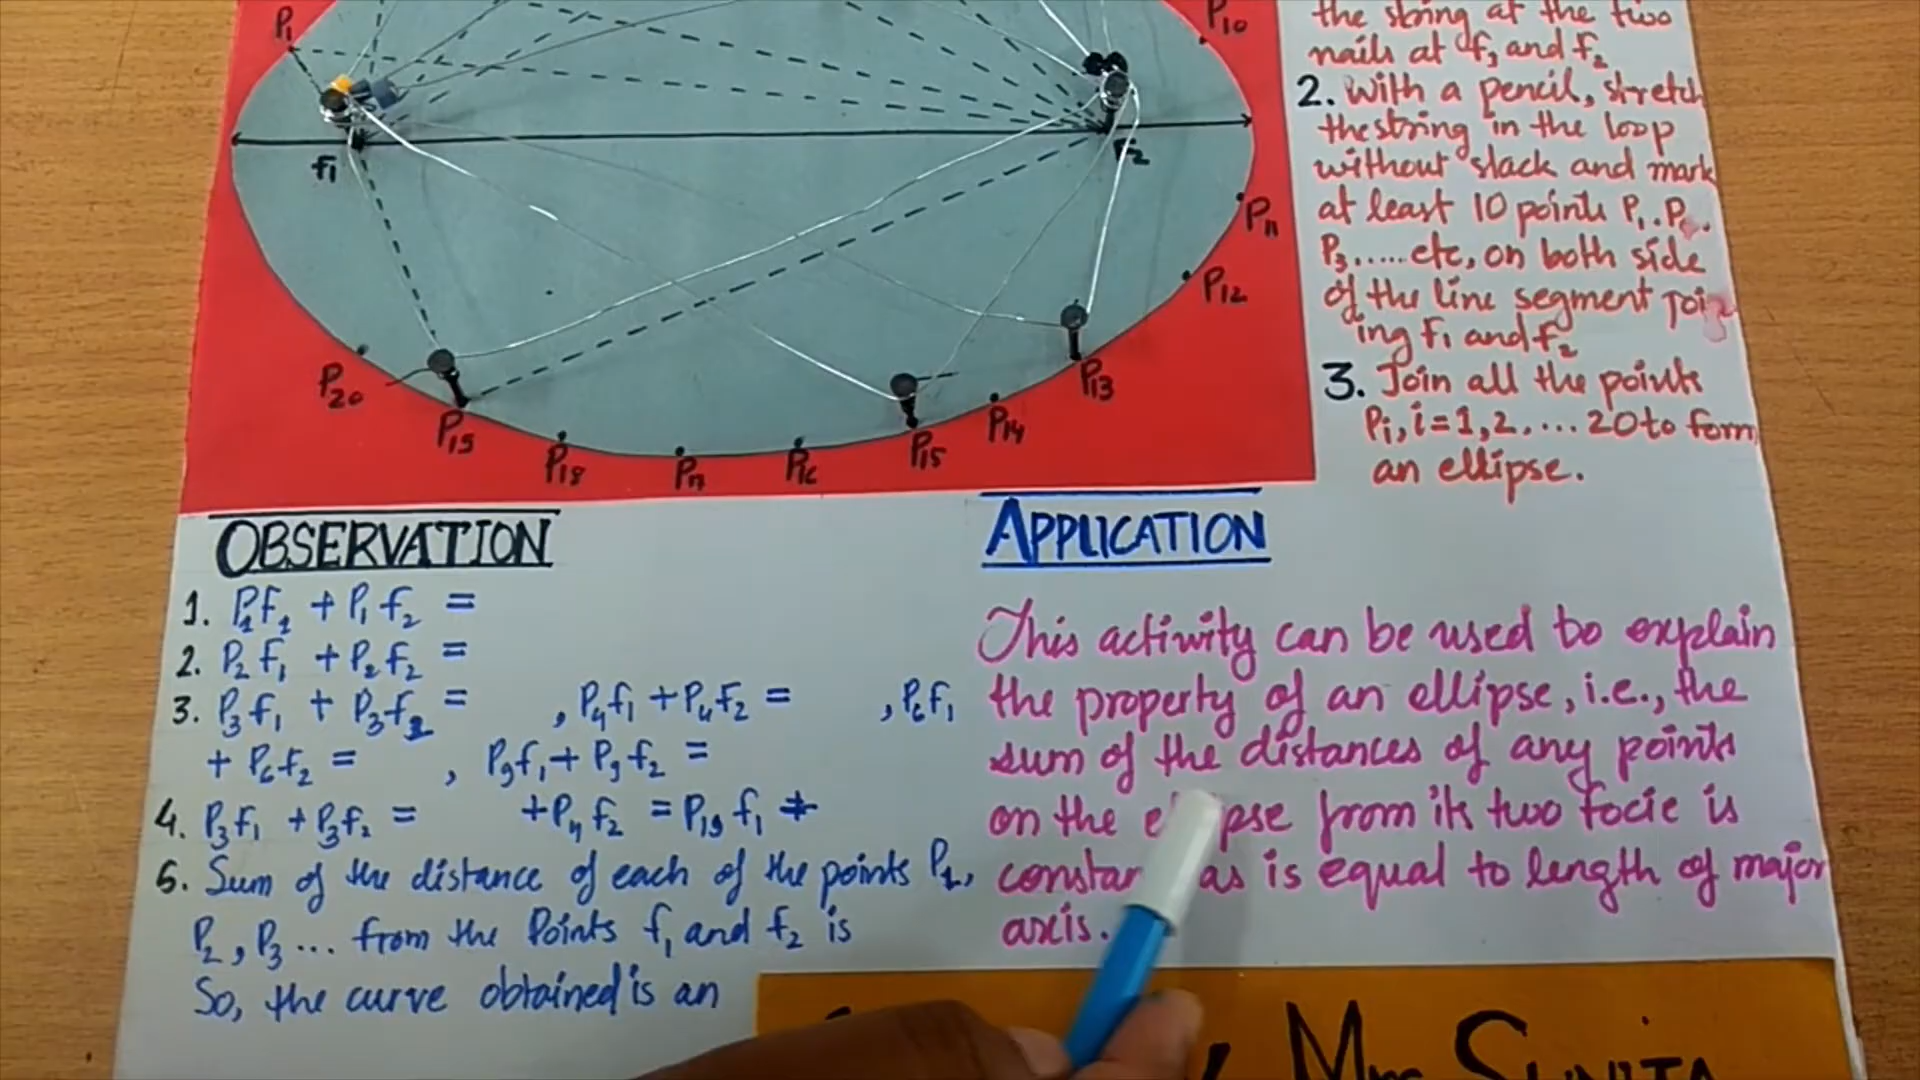 P1
P10
f1
F2
P11
P12
P13
P14
P15
P16
P17
P18
P19
P20
the string at the two
nails at f1 and f2
2. With a pencil, stretch
the string in the loop
without slack and mark
at least 10 points P1. P2.
P3.....etc, on both side
of the line segment joi
ing f1 and f2
3. Join all the points
Pi, i=1,2,... 20 to form
an ellipse.
OBSERVATION
1. P1f1 + P1f2 =
2. P2f1 + P2f2 =
3. P3f1 + P3f2 = , P4f1 + P4f2 = , P6f1
+ P6f2 = , P9f1 + P9f2 =
4. P3f1 + P3f2 = + P4f2 = P19f1 +
5. Sum of the distance of each of the points P1,
P2, P3... from the Points f1 and f2 is
So, the curve obtained is an
APPLICATION
This activity can be used to explain
the property of an ellipse, i.e., the
sum of the distances of any points
on the e pse from its two focie is
constan as is equal to length of major
axis.
Mrs SUNITA